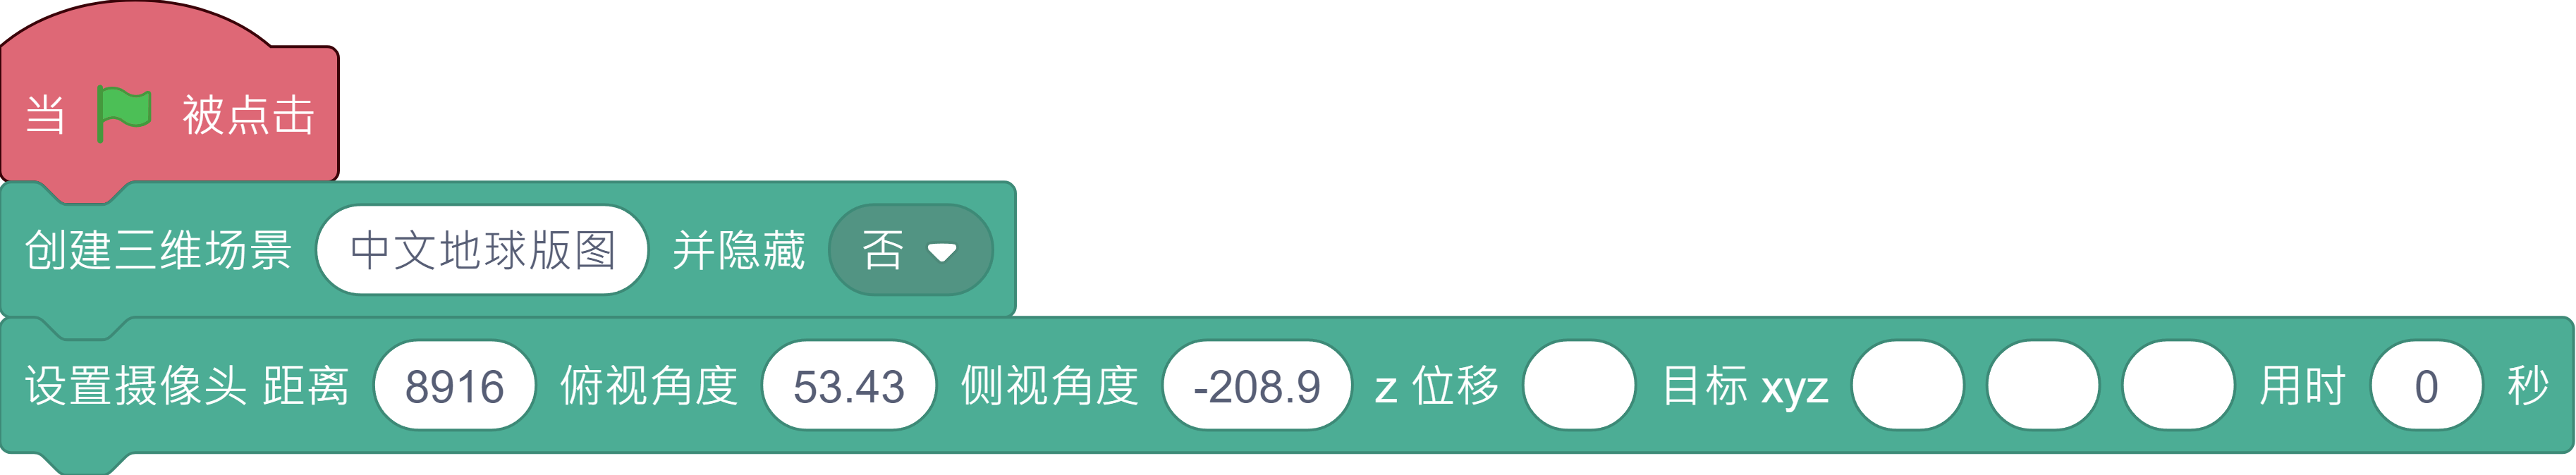 当 被点击
创建三维场景 中文地球版图 并隐藏 否
设置摄像头 距离 8916 俯视角度 53.43 侧视角度 -208.9 z 位移 目标 xyz 用时 0 秒